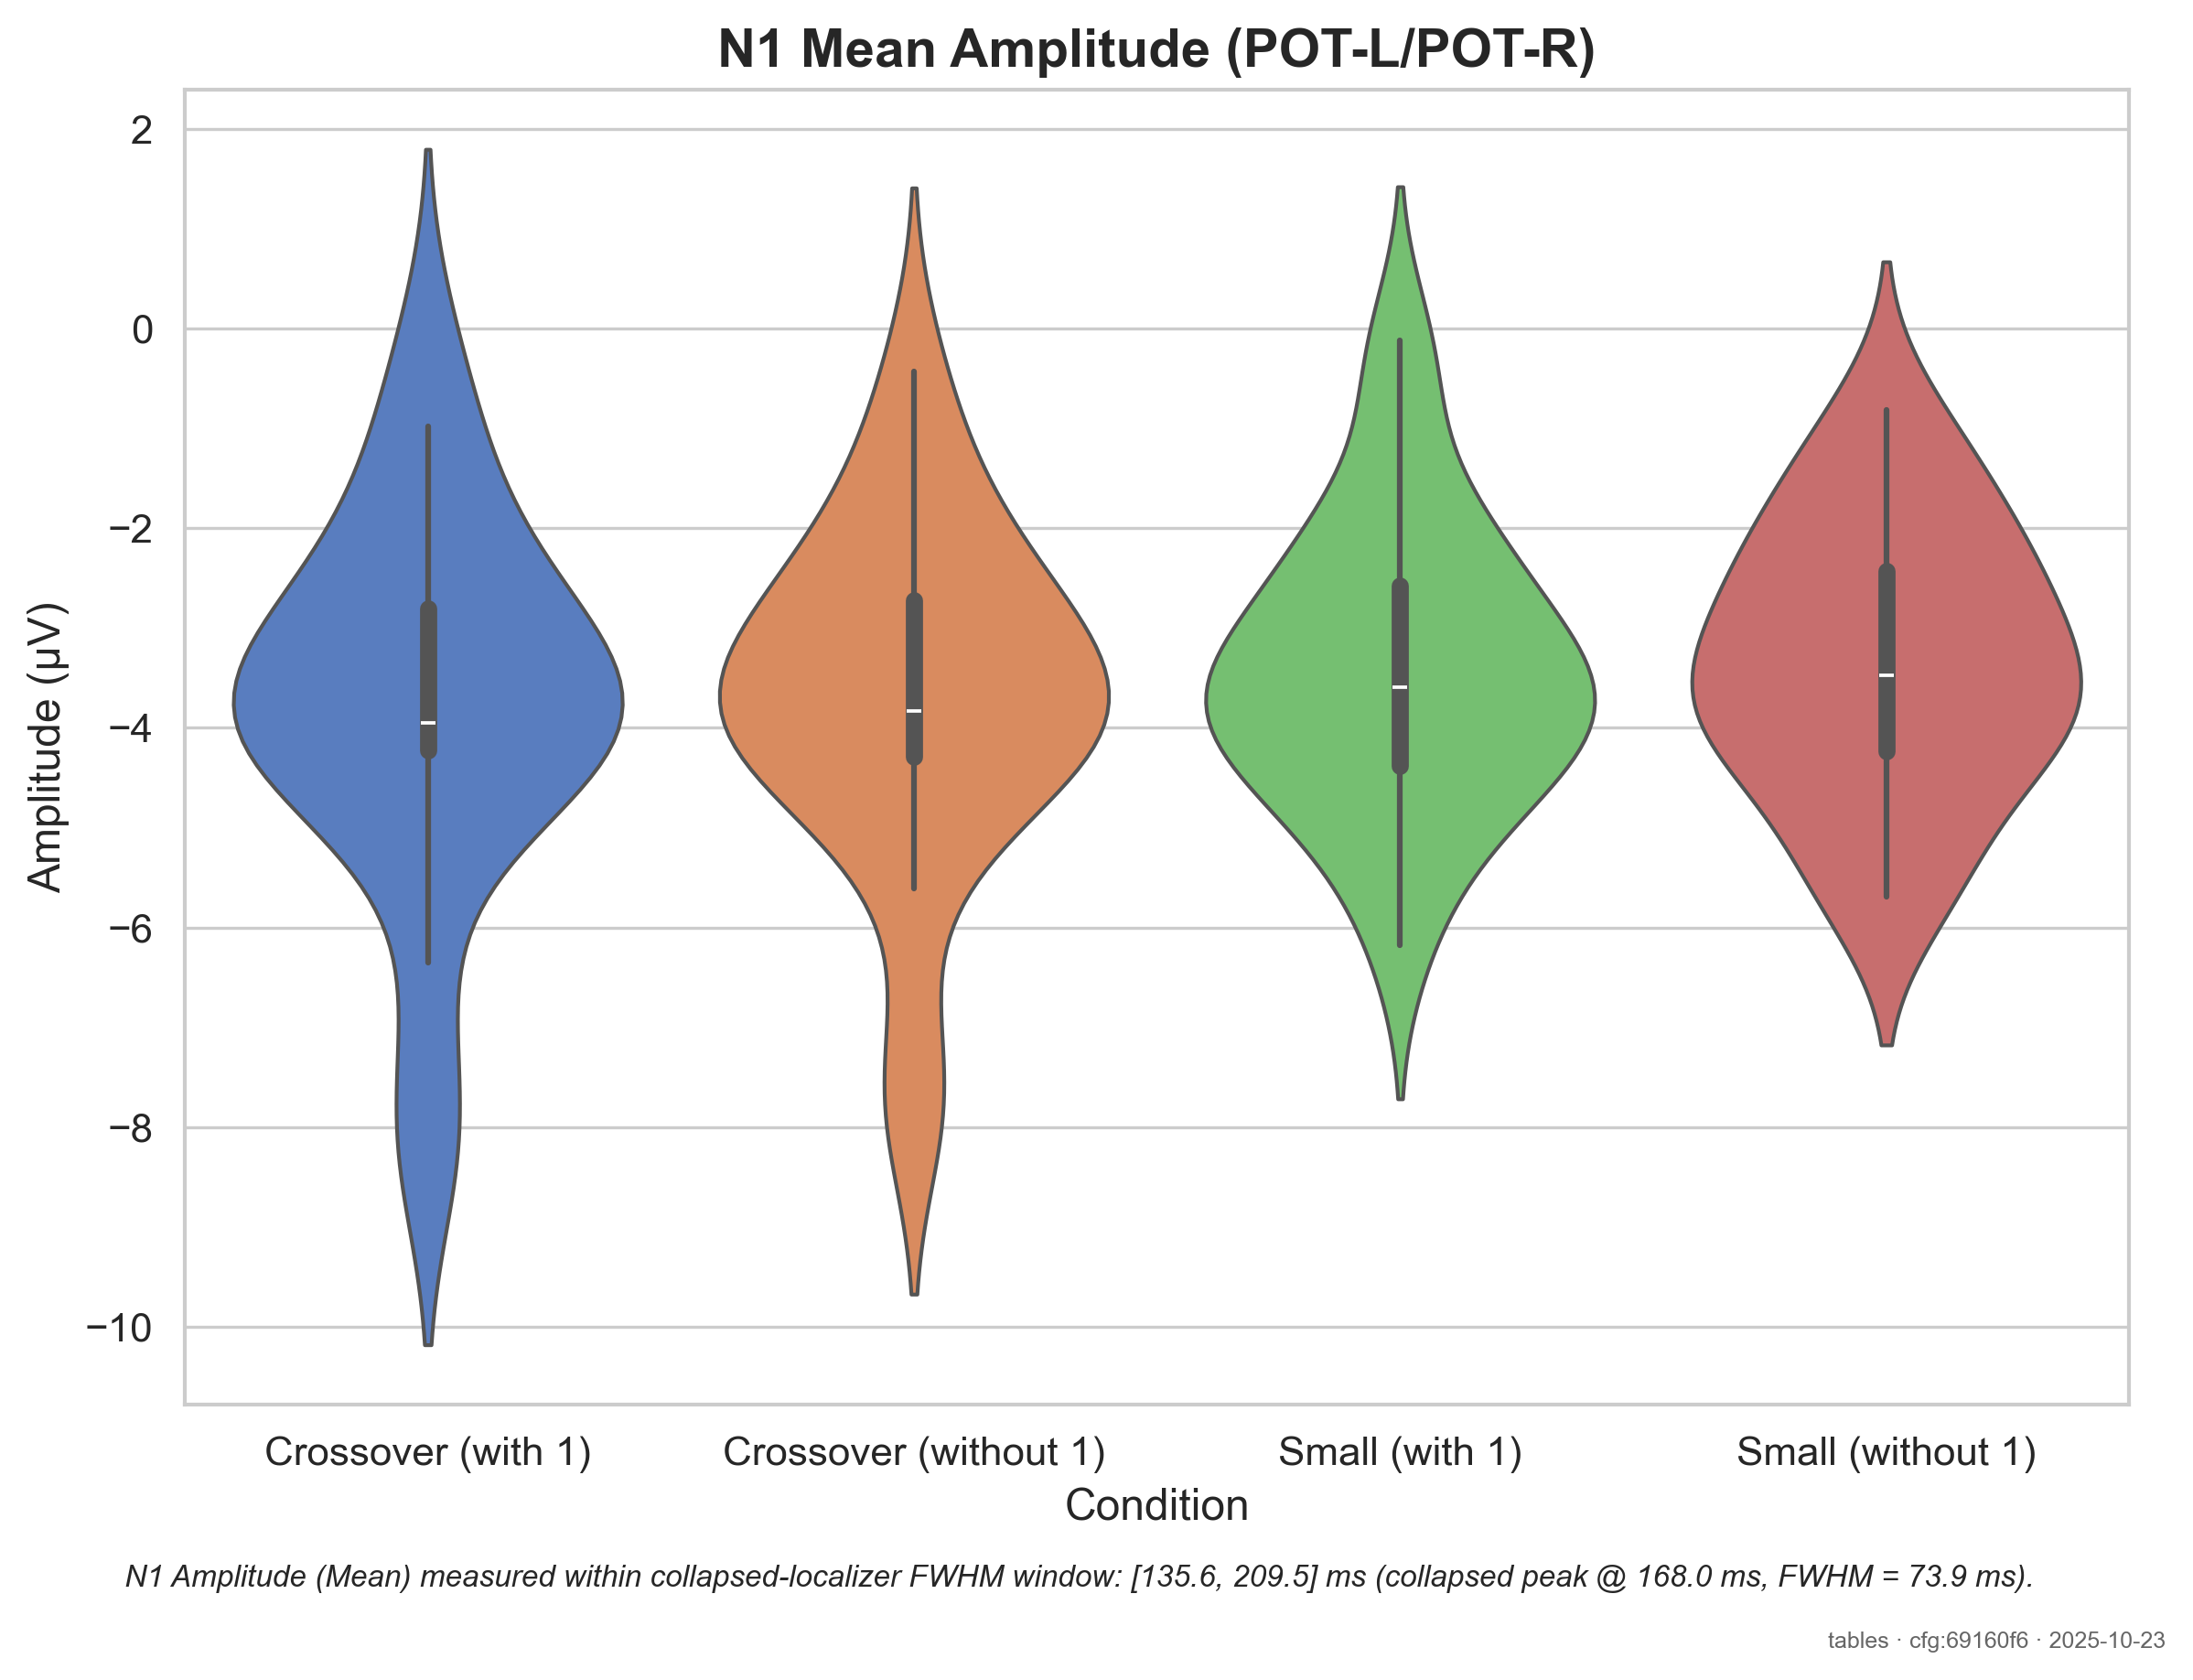 N1 Mean Amplitude (POT-L/POT-R)
2
0
−2
−4
−6
−8
−10
Amplitude (µV)
Crossover (with 1)
Crossover (without 1)
Small (with 1)
Small (without 1)
Condition
N1 Amplitude (Mean) measured within collapsed-localizer FWHM window: [135.6, 209.5] ms (collapsed peak @ 168.0 ms, FWHM = 73.9 ms).
tables · cfg:69160f6 · 2025-10-23